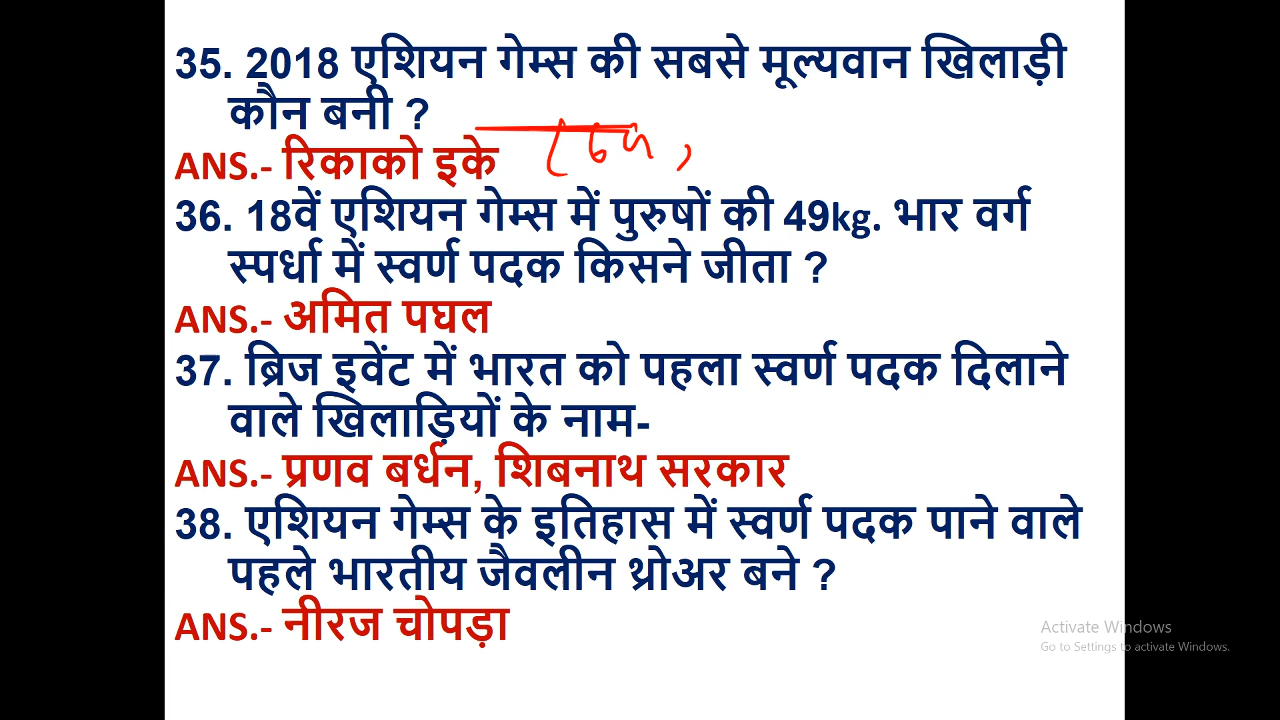 35. 2018 एशियन गेम्स की सबसे मूल्यवान खिलाड़ी
कौन बनी ?
ANS.- रिकाको इके
36. 18वें एशियन गेम्स में पुरुषों की 49kg. भार वर्ग
स्पर्धा में स्वर्ण पदक किसने जीता ?
ANS.- अमित पघल
37. ब्रिज इवेंट में भारत को पहला स्वर्ण पदक दिलाने
वाले खिलाड़ियों के नाम-
ANS.- प्रणव बर्धन, शिबनाथ सरकार
38. एशियन गेम्स के इतिहास में स्वर्ण पदक पाने वाले
पहले भारतीय जैवलीन थ्रोअर बने ?
ANS.- नीरज चोपड़ा
Activate Windows
Go to Settings to activate Windows.